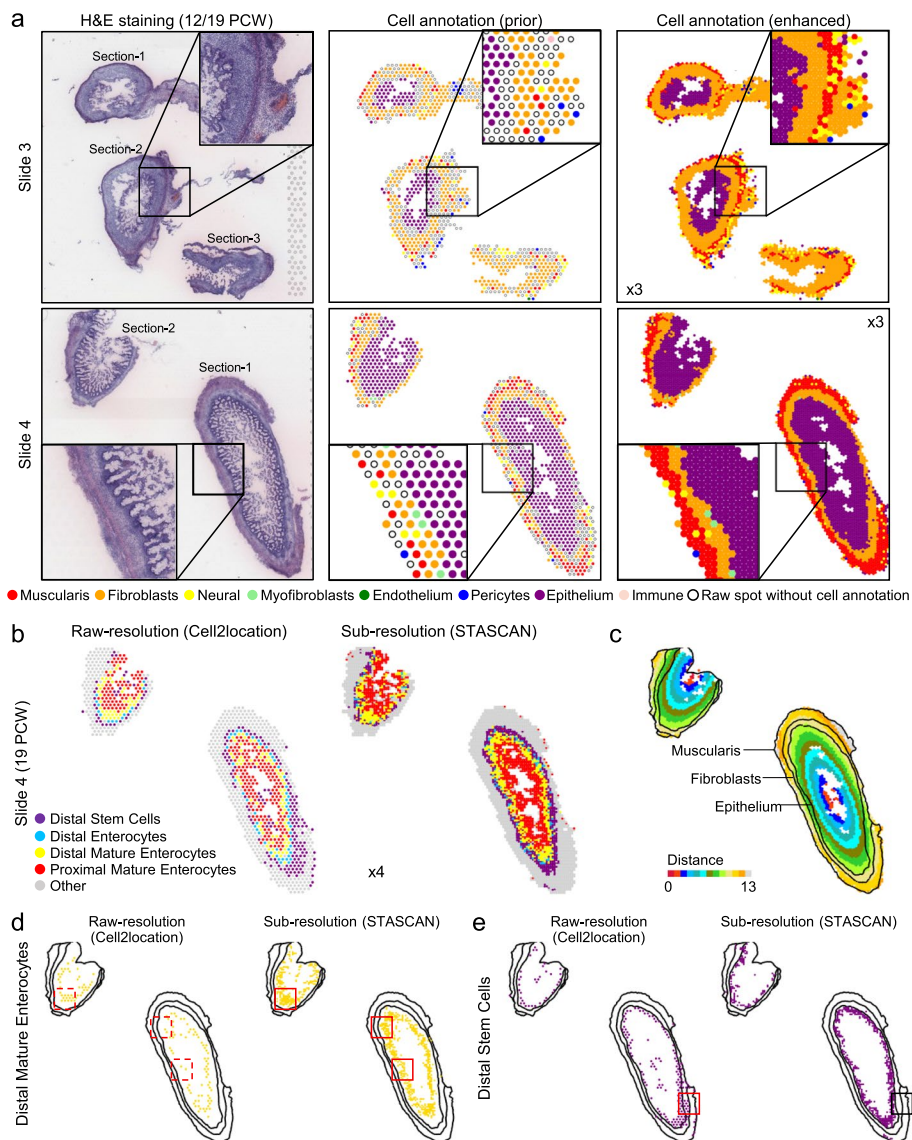 a
H&E staining (12/19 PCW)
Cell annotation (prior)
Cell annotation (enhanced)
Slide 3
Section-1
Section-2
Section-3
x3
Slide 4
Section-2
Section-1
x3
Muscularis Fibroblasts Neural Myofibroblasts Endothelium Pericytes Epithelium Immune Raw spot without cell annotation
b
Raw-resolution (Cell2location)
Sub-resolution (STASCAN)
Slide 4 (19 PCW)
Distal Stem Cells
Distal Enterocytes
Distal Mature Enterocytes
Proximal Mature Enterocytes
Other
x4
c
Muscularis
Fibroblasts
Epithelium
Distance
0 13
d
Raw-resolution
(Cell2location)
Sub-resolution (STASCAN)
Distal Mature Enterocytes
e
Raw-resolution
(Cell2location)
Sub-resolution (STASCAN)
Distal Stem Cells